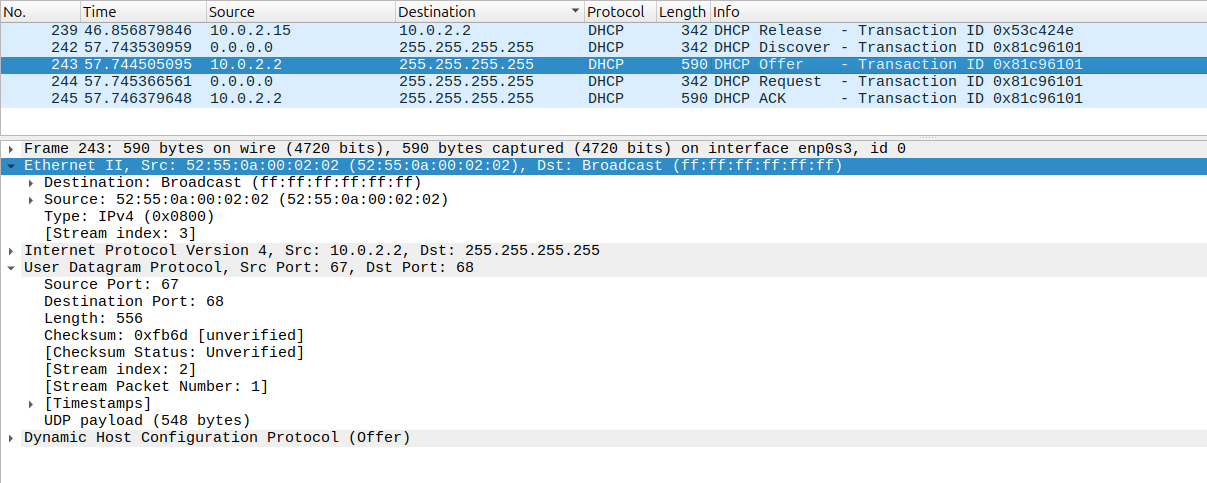 No. Time Source Destination Protocol Length Info
239 46.856879846 10.0.2.15 10.0.2.2 DHCP 342 DHCP Release - Transaction ID 0x53c424e
242 57.743530959 0.0.0.0 255.255.255.255 DHCP 342 DHCP Discover - Transaction ID 0x81c96101
243 57.744505095 10.0.2.2 255.255.255.255 DHCP 590 DHCP Offer - Transaction ID 0x81c96101
244 57.745366561 0.0.0.0 255.255.255.255 DHCP 342 DHCP Request - Transaction ID 0x81c96101
245 57.746379648 10.0.2.2 255.255.255.255 DHCP 590 DHCP ACK - Transaction ID 0x81c96101
Frame 243: 590 bytes on wire (4720 bits), 590 bytes captured (4720 bits) on interface enp0s3, id 0
Ethernet II, Src: 52:55:0a:00:02:02 (52:55:0a:00:02:02), Dst: Broadcast (ff:ff:ff:ff:ff:ff)
Destination: Broadcast (ff:ff:ff:ff:ff:ff)
Source: 52:55:0a:00:02:02 (52:55:0a:00:02:02)
Type: IPv4 (0x0800)
[Stream index: 3]
Internet Protocol Version 4, Src: 10.0.2.2, Dst: 255.255.255.255
User Datagram Protocol, Src Port: 67, Dst Port: 68
Source Port: 67
Destination Port: 68
Length: 556
Checksum: 0xfb6d [unverified]
[Checksum Status: Unverified]
[Stream index: 2]
[Stream Packet Number: 1]
[Timestamps]
UDP payload (548 bytes)
Dynamic Host Configuration Protocol (Offer)